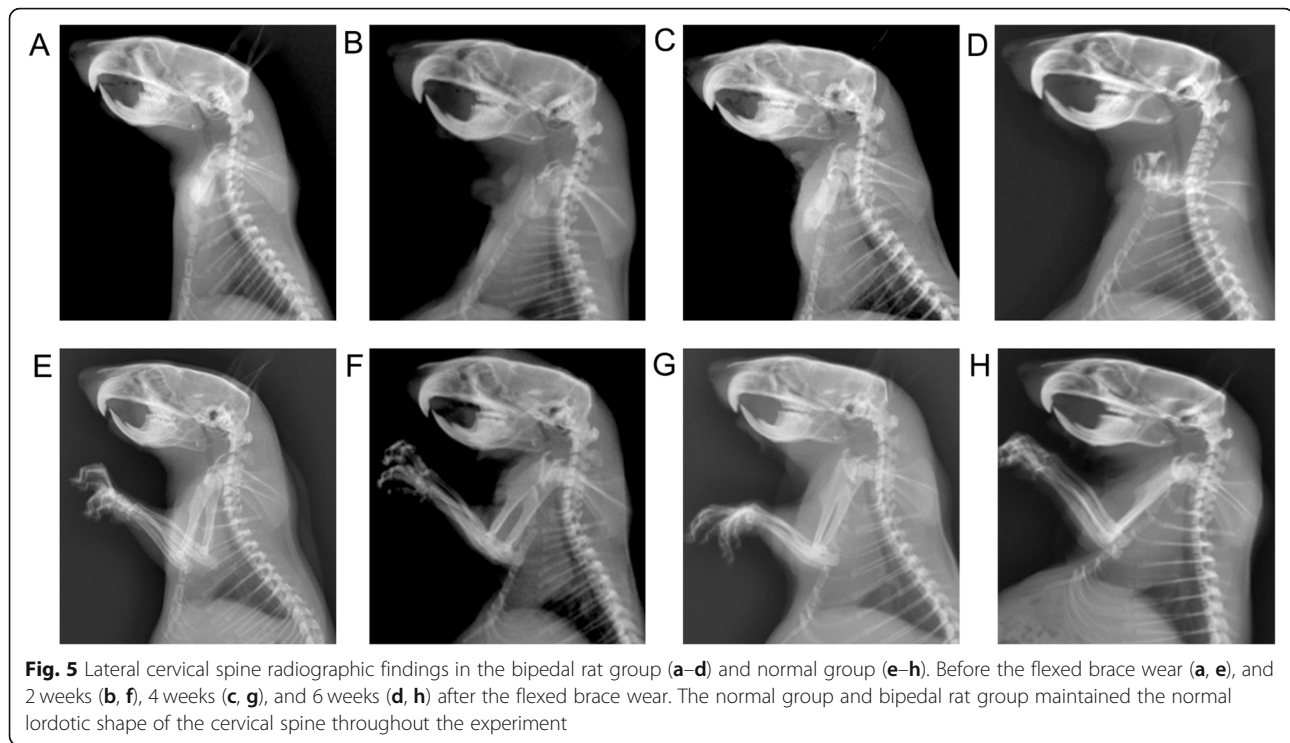 A
B
C
D
E
F
G
H
Fig. 5 Lateral cervical spine radiographic findings in the bipedal rat group (a–d) and normal group (e–h). Before the flexed brace wear (a, e), and
2 weeks (b, f), 4 weeks (c, g), and 6 weeks (d, h) after the flexed brace wear. The normal group and bipedal rat group maintained the normal
lordotic shape of the cervical spine throughout the experiment